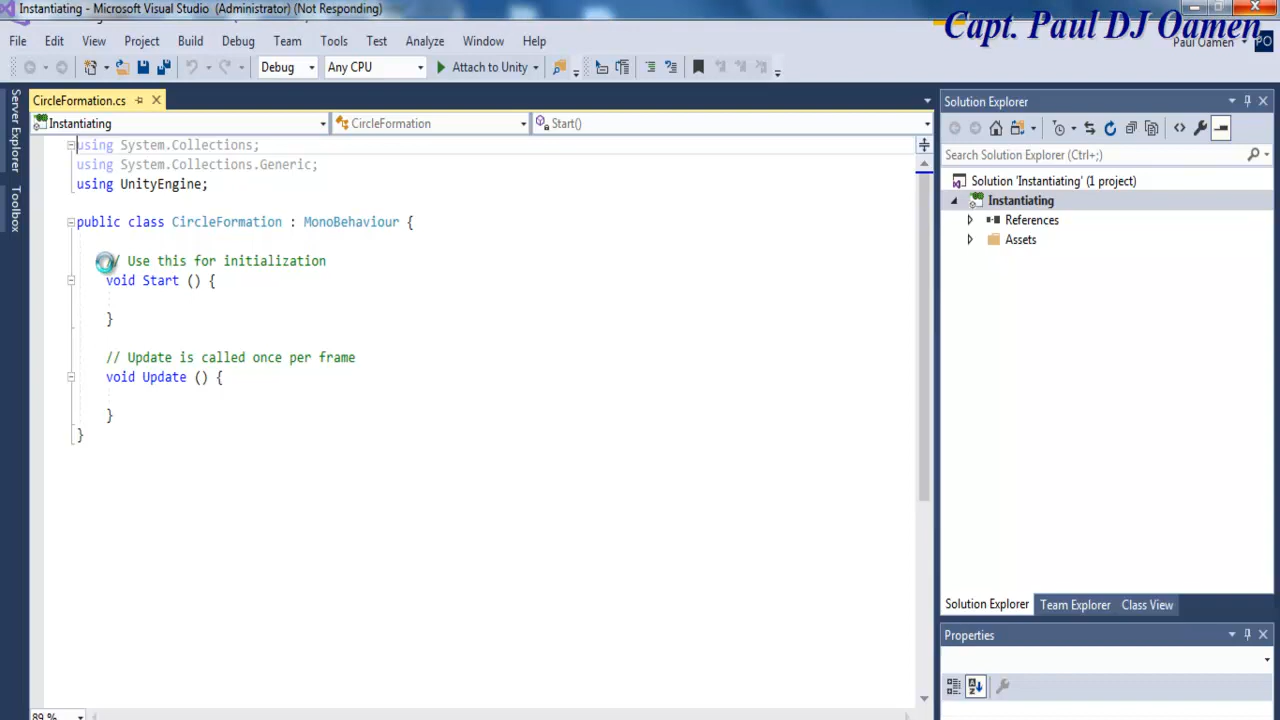 Instantiating - Microsoft Visual Studio (Administrator) (Not Responding)
Capt. Paul DJ Oamen
File Edit View Project Build Debug Team Tools Test Analyze Window Help
Paul Oamen PO
Debug Any CPU Attach to Unity
Server Explorer
Toolbox
CircleFormation.cs
Instantiating CircleFormation Start()
using System.Collections;
using System.Collections.Generic;
using UnityEngine;
public class CircleFormation : MonoBehaviour {
// Use this for initialization
void Start () {
}
// Update is called once per frame
void Update () {
}
}
89 %
Solution Explorer
Search Solution Explorer (Ctrl+;)
Solution 'Instantiating' (1 project)
Instantiating
References
Assets
Solution Explorer Team Explorer Class View
Properties